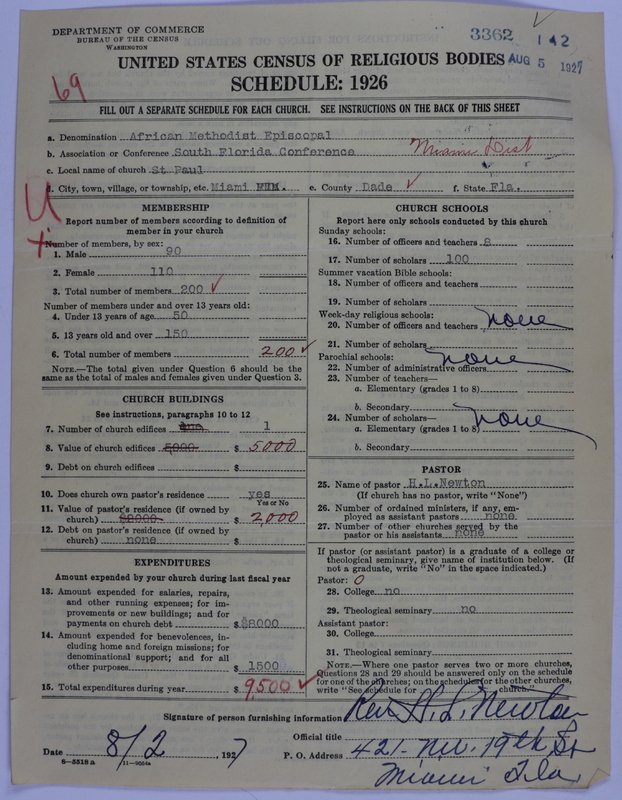 DEPARTMENT OF COMMERCE
BUREAU OF THE CENSUS
WASHINGTON
3362 142
AUG 5 1927
69
UNITED STATES CENSUS OF RELIGIOUS BODIES
SCHEDULE: 1926
FILL OUT A SEPARATE SCHEDULE FOR EACH CHURCH. SEE INSTRUCTIONS ON THE BACK OF THIS SHEET
a. Denomination African Methodist Episcopal
b. Association or Conference South Florida Conference Miami Dist
c. Local name of church St Paul
d. City, town, village, or township, etc. Miami e. County Dade ✓ f. State Fla.
MEMBERSHIP
Report number of members according to definition of
member in your church
Number of members, by sex:
1. Male 90
2. Female 110
3. Total number of members 200 ✓
Number of members under and over 13 years old:
4. Under 13 years of age 50
5. 13 years old and over 150
6. Total number of members 200 ✓
NOTE.—The total given under Question 6 should be the
same as the total of males and females given under Question 3.
CHURCH BUILDINGS
See instructions, paragraphs 10 to 12
7. Number of church edifices One 1
8. Value of church edifices 5,000 $ 5000
9. Debt on church edifices $
10. Does church own pastor's residence yes
Yes or No
11. Value of pastor's residence (if owned by
church) $2000 $ 2,000
12. Debt on pastor's residence (if owned by
church) none $
EXPENDITURES
Amount expended by your church during last fiscal year
13. Amount expended for salaries, repairs,
and other running expenses; for im-
provements or new buildings; and for
payments on church debt $ $8000
14. Amount expended for benevolences, in-
cluding home and foreign missions; for
denominational support; and for all
other purposes $ 1500
15. Total expenditures during year $ 9,500 ✓
CHURCH SCHOOLS
Report here only schools conducted by this church
Sunday schools:
16. Number of officers and teachers 8
17. Number of scholars 100
Summer vacation Bible schools:
18. Number of officers and teachers
19. Number of scholars
Week-day religious schools:
20. Number of officers and teachers none
21. Number of scholars
Parochial schools: none
22. Number of administrative officers
23. Number of teachers—
a. Elementary (grades 1 to 8)
b. Secondary
24. Number of scholars— none
a. Elementary (grades 1 to 8)
b. Secondary
PASTOR
25. Name of pastor H.L.Newton
(If church has no pastor, write "None")
26. Number of ordained ministers, if any, em-
ployed as assistant pastors none
27. Number of other churches served by the
pastor or his assistants none
If pastor (or assistant pastor) is a graduate of a college or
theological seminary, give name of institution below. (If
not a graduate, write "No" in the space indicated.)
Pastor: 0
28. College no
29. Theological seminary no
Assistant pastor:
30. College
31. Theological seminary
NOTE.—Where one pastor serves two or more churches,
Questions 28 and 29 should be answered only on the schedule
for one of the churches; on the schedules for the other churches,
write "See schedule for church."
Signature of person furnishing information Rev H. L. Newton
Official title
Date 8/2 1927 P. O. Address 421- N.W. 19th St
Miami Fla
8—5518 a 11—9554a